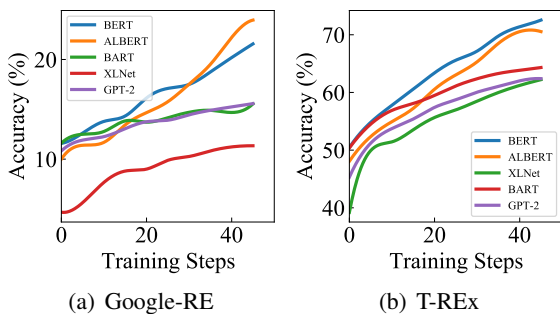 BERT
ALBERT
BART
XLNet
GPT-2
20
10
Accuracy (%)
0
20
40
Training Steps
(a) Google-RE
70
60
50
40
Accuracy (%)
BERT
ALBERT
XLNet
BART
GPT-2
0
20
40
Training Steps
(b) T-REx